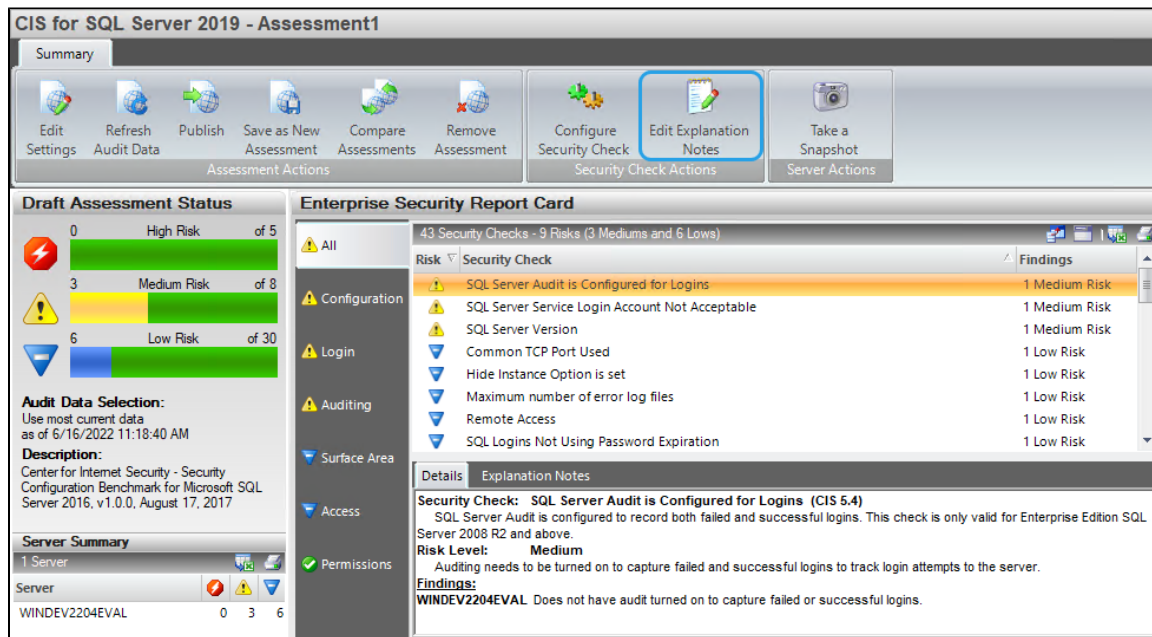 CIS for SQL Server 2019 - Assessment1
Summary
Edit Settings
Refresh Audit Data
Publish
Save as New Assessment
Compare Assessments
Remove Assessment
Assessment Actions
Configure Security Check
Edit Explanation Notes
Security Check Actions
Take a Snapshot
Server Actions
Draft Assessment Status
0 High Risk of 5
3 Medium Risk of 8
6 Low Risk of 30
Audit Data Selection:
Use most current data
as of 6/16/2022 11:18:40 AM
Description:
Center for Internet Security - Security
Configuration Benchmark for Microsoft SQL
Server 2016, v1.0.0, August 17, 2017
Server Summary
1 Server
Server
WINDEV2204EVAL 0 3 6
Enterprise Security Report Card
All
Configuration
Login
Auditing
Surface Area
Access
Permissions
43 Security Checks - 9 Risks (3 Mediums and 6 Lows)
Risk Security Check Findings
SQL Server Audit is Configured for Logins 1 Medium Risk
SQL Server Service Login Account Not Acceptable 1 Medium Risk
SQL Server Version 1 Medium Risk
Common TCP Port Used 1 Low Risk
Hide Instance Option is set 1 Low Risk
Maximum number of error log files 1 Low Risk
Remote Access 1 Low Risk
SQL Logins Not Using Password Expiration 1 Low Risk
Details Explanation Notes
Security Check: SQL Server Audit is Configured for Logins (CIS 5.4)
SQL Server Audit is configured to record both failed and successful logins. This check is only valid for Enterprise Edition SQL
Server 2008 R2 and above.
Risk Level: Medium
Auditing needs to be turned on to capture failed and successful logins to track login attempts to the server.
Findings:
WINDEV2204EVAL Does not have audit turned on to capture failed or successful logins.